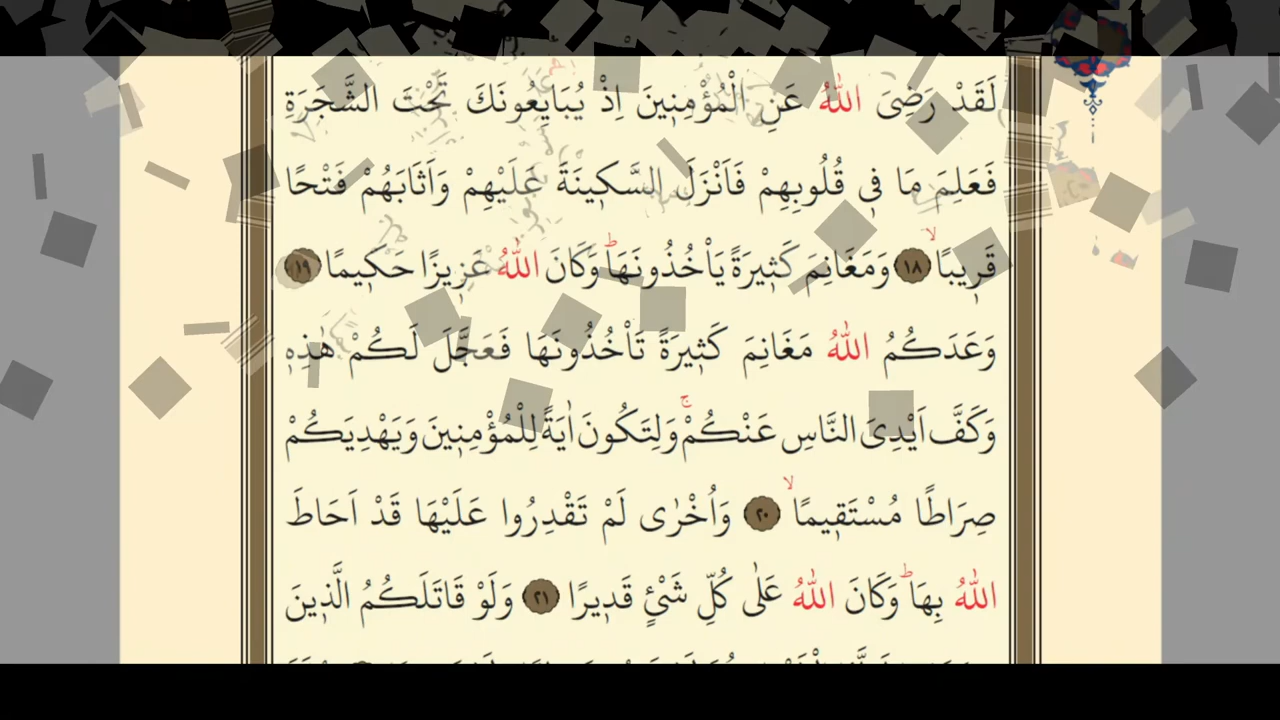 لَقَدْ رَضِىَ اللّٰهُ عَنِ الْمُؤْمِنٖينَ اِذْ يُبَايِعُونَكَ تَحْتَ الشَّجَرَةِ
فَعَلِمَ مَا فٖى قُلُوبِهِمْ فَاَنْزَلَ السَّكٖينَةَ عَلَيْهِمْ وَاَثَابَهُمْ فَتْحًا
قَرٖيبًاۙ ﴿١٨﴾ وَمَغَانِمَ كَثٖيرَةً يَاْخُذُونَهَاؕ وَكَانَ اللّٰهُ عَزٖيزًا حَكٖيمًا ﴿١٩﴾
وَعَدَكُمُ اللّٰهُ مَغَانِمَ كَثٖيرَةً تَاْخُذُونَهَا فَعَجَّلَ لَكُمْ هٰذِهٖ
وَكَفَّ اَيْدِىَ النَّاسِ عَنْكُمْۚ وَلِتَكُونَ اٰيَةً لِلْمُؤْمِنٖينَ وَيَهْدِيَكُمْ
صِرَاطًا مُسْتَقٖيمًاۙ ﴿٢٠﴾ وَاُخْرٰى لَمْ تَقْدِرُوا عَلَيْهَا قَدْ اَحَاطَ
اللّٰهُ بِهَاؕ وَكَانَ اللّٰهُ عَلٰى كُلِّ شَىْءٍ قَدٖيرًا ﴿٢١﴾ وَلَوْ قَاتَلَكُمُ الَّذٖينَ